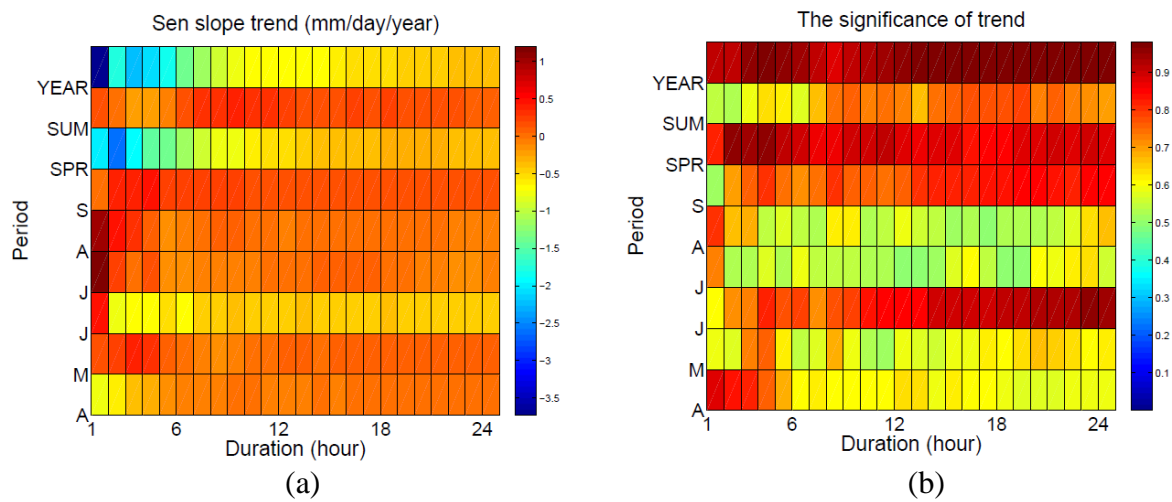 Sen slope trend (mm/day/year)
YEAR
SUM
SPR
S
A
J
J
M
A
Period
1
6
12
18
24
Duration (hour)
1
0.5
0
−0.5
−1
−1.5
−2
−2.5
−3
−3.5
(a)
The significance of trend
YEAR
SUM
SPR
S
A
J
J
M
A
Period
1
6
12
18
24
Duration (hour)
0.9
0.8
0.7
0.6
0.5
0.4
0.3
0.2
0.1
(b)